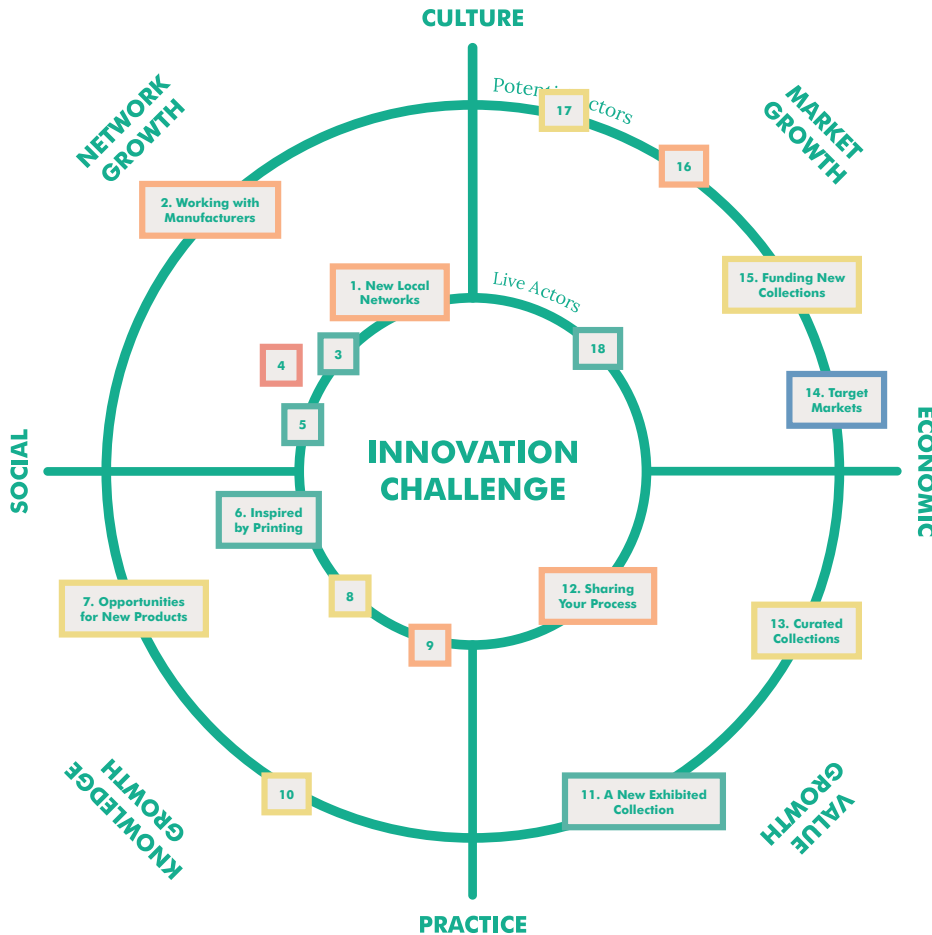 CULTURE
NETWORK
GROWTH
MARKET
GROWTH
17
16
2. Working with
Manufacturers
15. Funding New
Collections
1. New Local
Networks
Live Actors
18
3
4
14. Target
Markets
5
SOCIAL
INNOVATION
CHALLENGE
ECONOMIC
6. Inspired
by Printing
8
12. Sharing
Your Process
7. Opportunities
for New Products
9
13. Curated
Collections
10
11. A New Exhibited
Collection
KNOWLEDGE
GROWTH
VALUE
GROWTH
PRACTICE